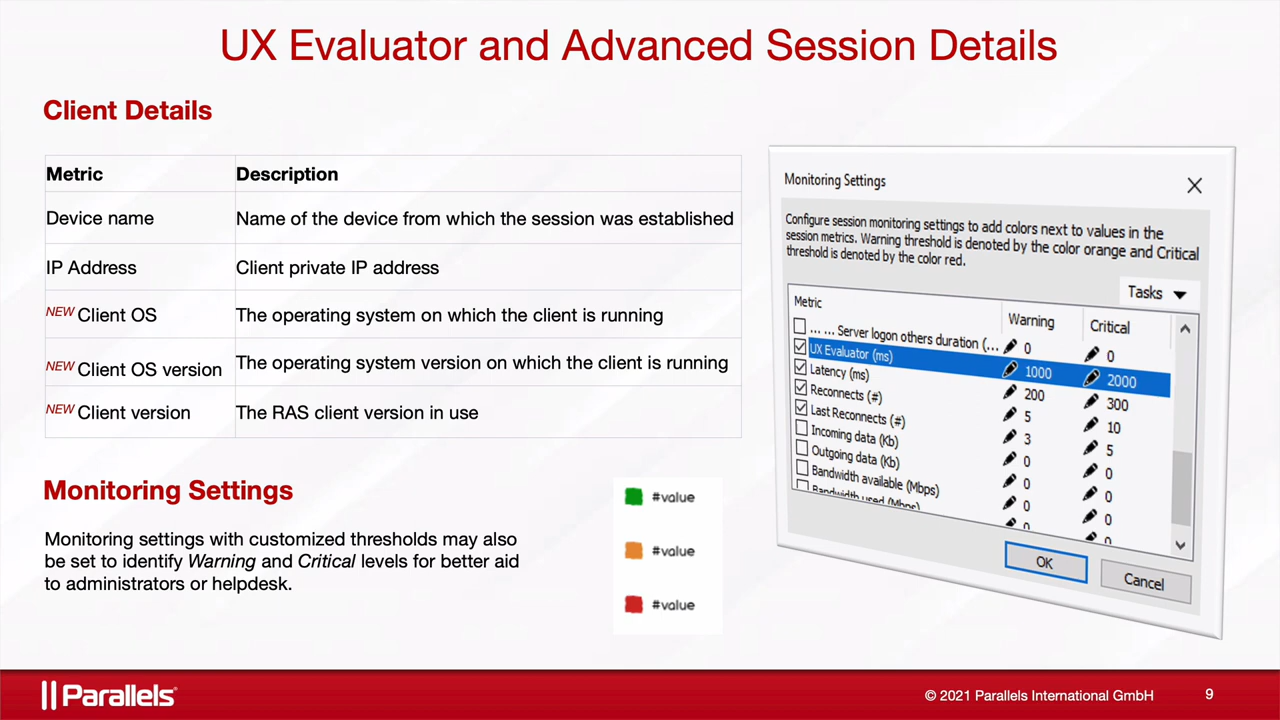 UX Evaluator and Advanced Session Details
Client Details
Metric Description
Device name Name of the device from which the session was established
IP Address Client private IP address
NEW Client OS The operating system on which the client is running
NEW Client OS version The operating system version on which the client is running
NEW Client version The RAS client version in use
Monitoring Settings
Monitoring settings with customized thresholds may also
be set to identify Warning and Critical levels for better aid
to administrators or helpdesk.
#value
#value
#value
Monitoring Settings
Configure session monitoring settings to add colors next to values in the
session metrics. Warning threshold is denoted by the color orange and Critical
threshold is denoted by the color red.
Tasks
Metric Warning Critical
... ... Server logon others duration (... 0 0
UX Evaluator (ms) 1000 2000
Latency (ms) 200 300
Reconnects (#) 5 10
Last Reconnects (#) 3 5
Incoming data (Kb) 0 0
Outgoing data (Kb) 0 0
Bandwidth available (Mbps) 0 0
Bandwidth used (Mbps) 0 0
OK Cancel
Parallels®
© 2021 Parallels International GmbH 9